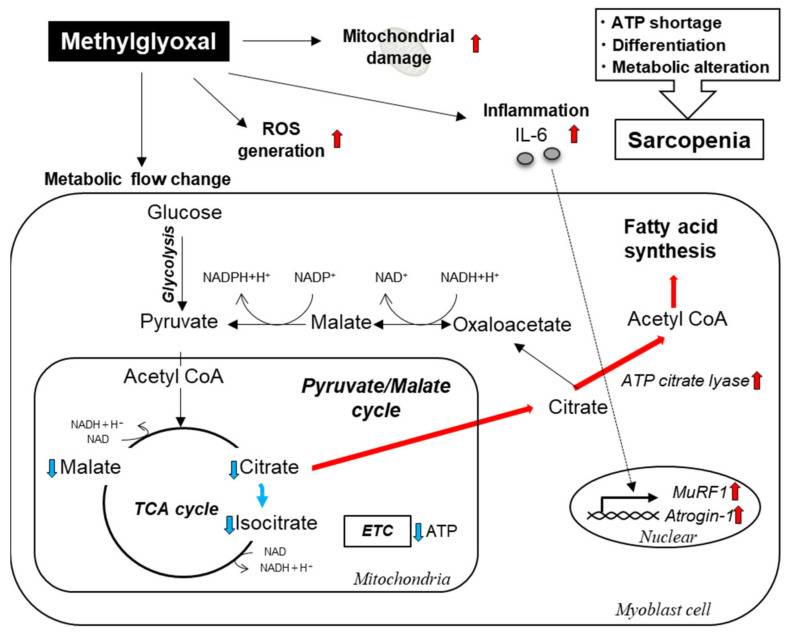 Methylglyoxal
Mitochondrial
damage
・ATP shortage
・Differentiation
・Metabolic alteration
Sarcopenia
ROS
generation
Inflammation
IL-6
Metabolic flow change
Glucose
Glycolysis
Fatty acid
synthesis
NADPH+H⁺
NADP⁺
NAD⁺
NADH+H⁺
Pyruvate
Malate
Oxaloacetate
Acetyl CoA
Acetyl CoA
Pyruvate/Malate
cycle
ATP citrate lyase
Citrate
NADH + H⁻
NAD
Malate
Citrate
TCA cycle
Isocitrate
ETC
ATP
NAD
NADH + H⁻
Mitochondria
MuRF1
Atrogin-1
Nuclear
Myoblast cell